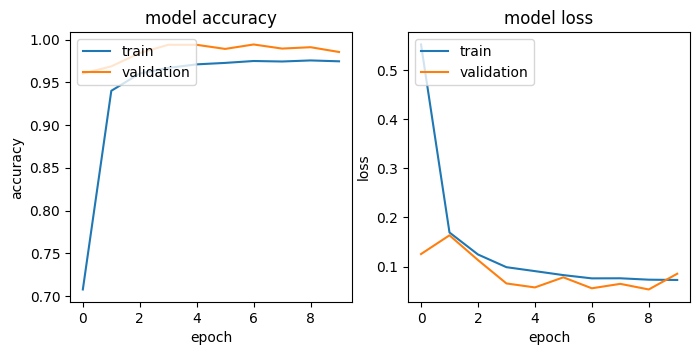 model accuracy
train
validation
1.00
0.95
0.90
0.85
0.80
0.75
0.70
accuracy
0
2
4
6
8
epoch
model loss
train
validation
0.5
0.4
0.3
0.2
0.1
loss
0
2
4
6
8
epoch